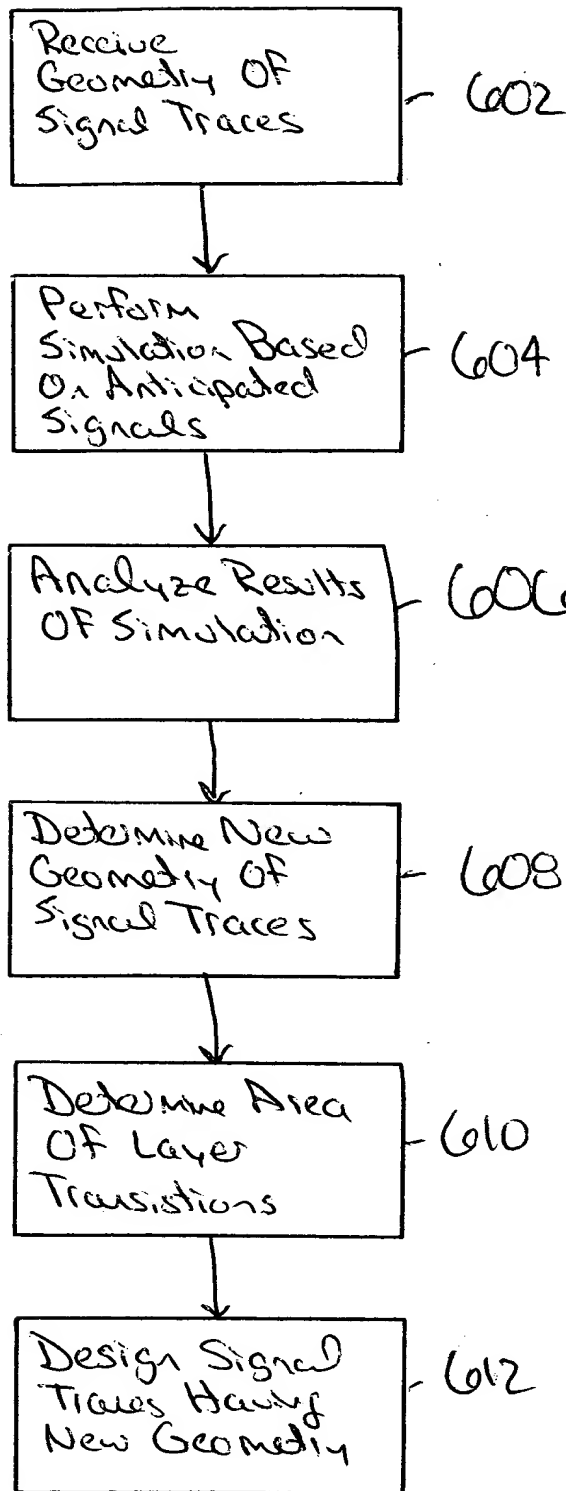 Receive
Geometry Of
Signal Traces
602
Perform
Simulation Based
On Anticipated
Signals
604
Analyze Results
Of Simulation
606
Determine New
Geometry Of
Signal Traces
608
Determine Area
Of Layer
Transistions
610
Design Signal
Traces Having
New Geometry
612